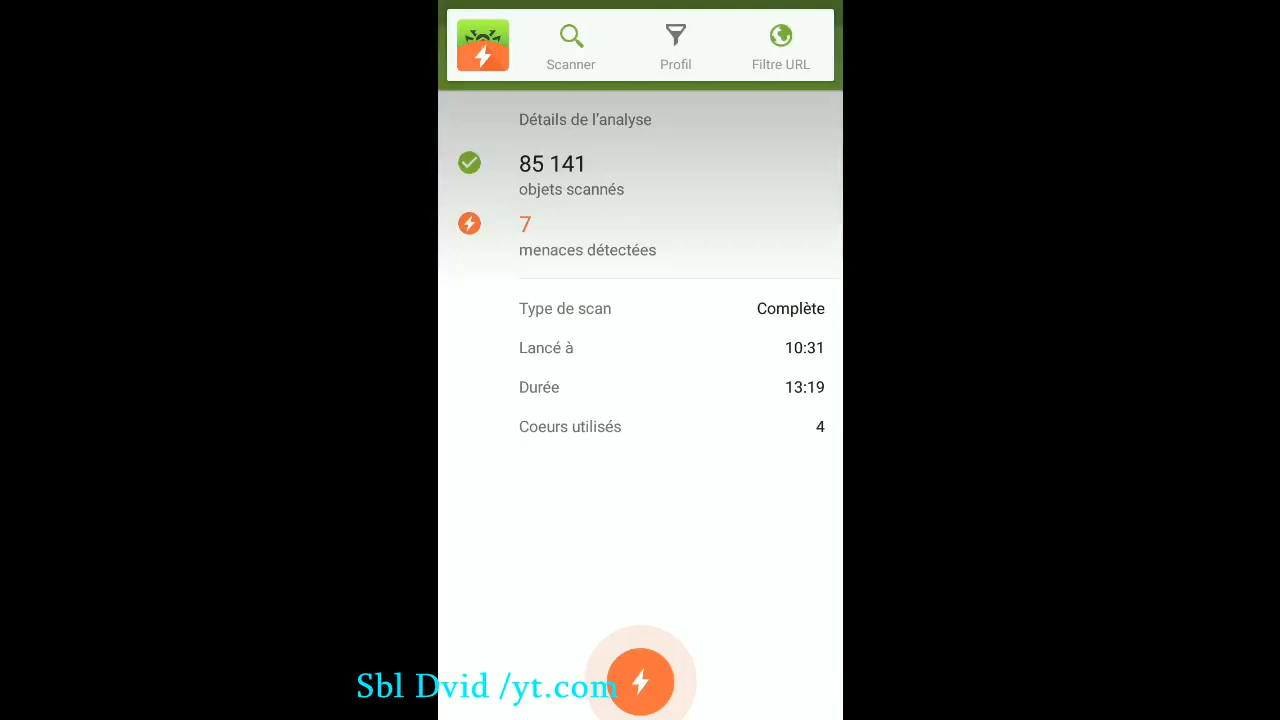 Scanner Profil Filtre URL
Détails de l’analyse
85 141
objets scannés
7
menaces détectées
Type de scan Complète
Lancé à 10:31
Durée 13:19
Coeurs utilisés 4
Sbl Dvid /yt.com